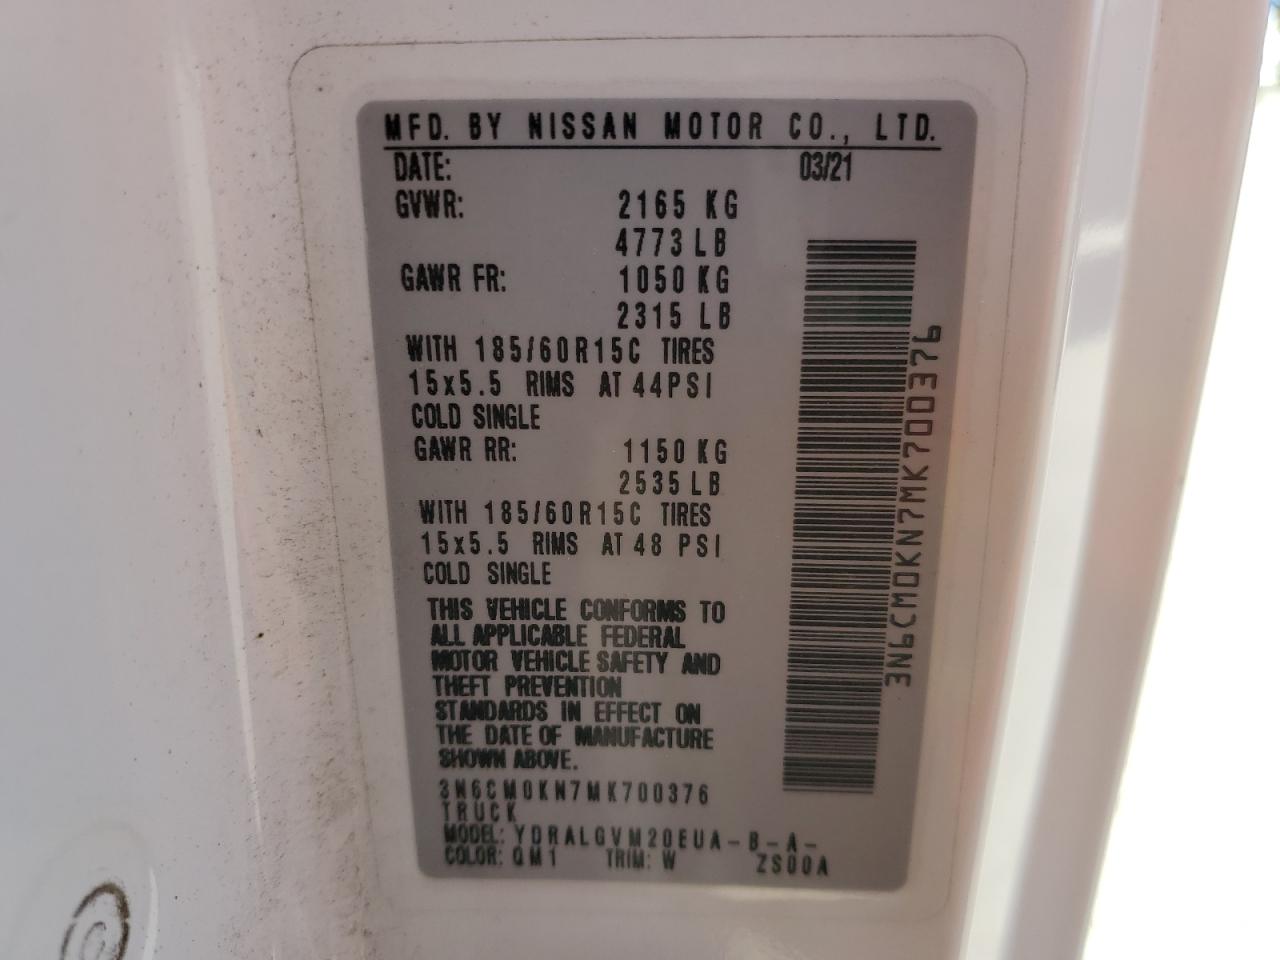 MFD. BY NISSAN MOTOR CO., LTD.
DATE: 03/21
GVWR: 2165 KG
4773 LB
GAWR FR: 1050 KG
2315 LB
WITH 185/60R15C TIRES
15x5.5 RIMS AT 44PSI
COLD SINGLE
GAWR RR: 1150 KG
2535 LB
WITH 185/60R15C TIRES
15x5.5 RIMS AT 48 PSI
COLD SINGLE
THIS VEHICLE CONFORMS TO
ALL APPLICABLE FEDERAL
MOTOR VEHICLE SAFETY AND
THEFT PREVENTION
STANDARDS IN EFFECT ON
THE DATE OF MANUFACTURE
SHOWN ABOVE.
3N6CM0KN7MK700376
TRUCK
MODEL: YDRALGVM20EUA-B-A-
COLOR: QM1 TRIM: W ZS00A
3N6CM0KN7MK700376